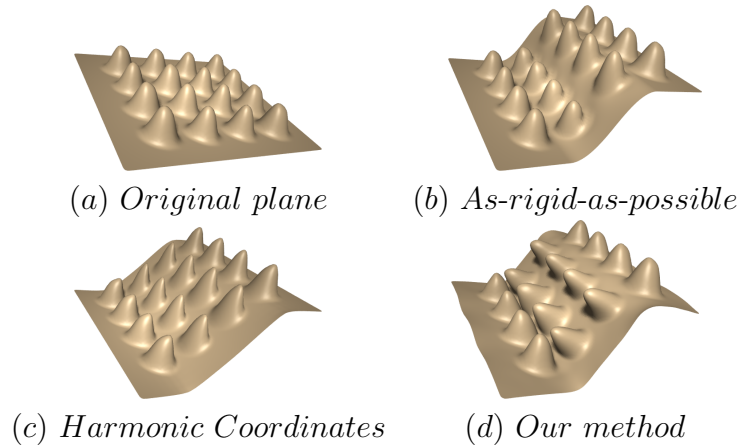 (a) Original plane
(b) As-rigid-as-possible
(c) Harmonic Coordinates
(d) Our method